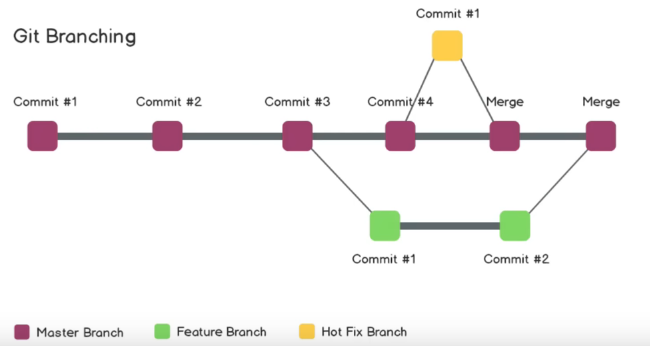 Commit #1
Git Branching
Commit #1
Commit #2
Commit #3
Commit #4
Merge
Merge
Commit #1
Commit #2
Master Branch
Feature Branch
Hot Fix Branch